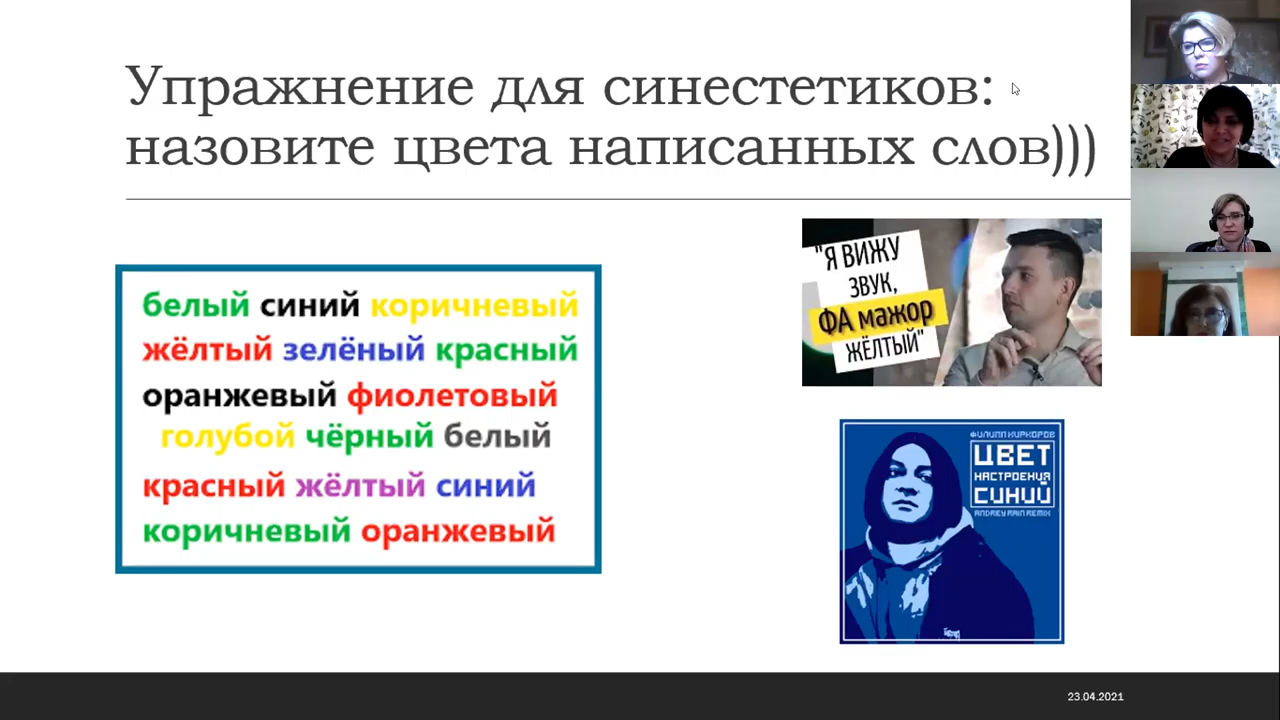 Упражнение для синестетиков:
назовите цвета написанных слов)))
белый синий коричневый
жёлтый зелёный красный
оранжевый фиолетовый
голубой чёрный белый
красный жёлтый синий
коричневый оранжевый
"Я ВИЖУ
ЗВУК,
ФА мажор
ЖЁЛТЫЙ"
ФИЛИПП КИРКОРОВ
ЦВЕТ
НАСТРОЕНИЯ
СИНИЙ
ANDREY RAIN REMIX
23.04.2021